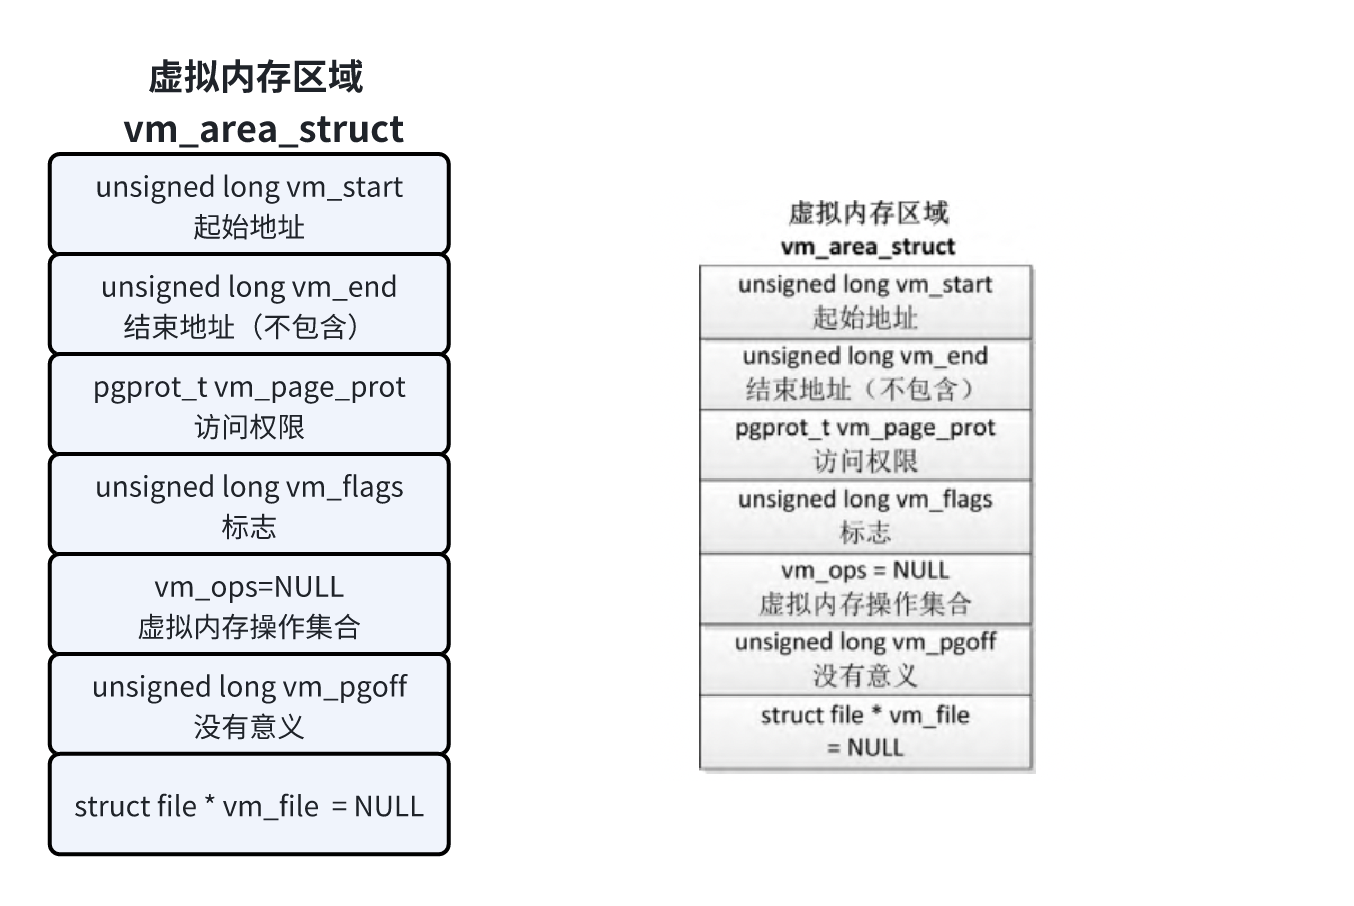 虚拟内存区域
vm_area_struct
unsigned long vm_start
起始地址
unsigned long vm_end
结束地址（不包含）
pgprot_t vm_page_prot
访问权限
unsigned long vm_flags
标志
vm_ops=NULL
虚拟内存操作集合
unsigned long vm_pgoff
没有意义
struct file * vm_file = NULL
虚拟内存区域
vm_area_struct
unsigned long vm_start
起始地址
unsigned long vm_end
结束地址（不包含）
pgprot_t vm_page_prot
访问权限
unsigned long vm_flags
标志
vm_ops = NULL
虚拟内存操作集合
unsigned long vm_pgoff
没有意义
struct file * vm_file
= NULL